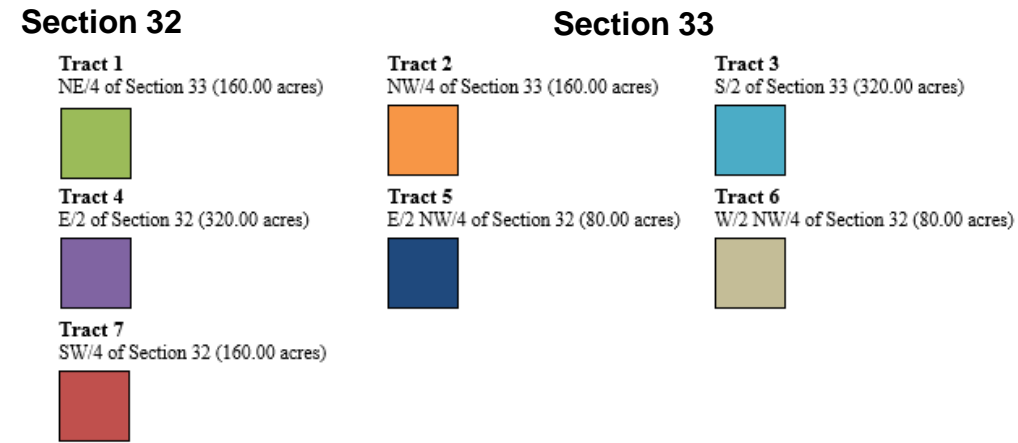 Section 32
Section 33
Tract 1
NE/4 of Section 33 (160.00 acres)
Tract 2
NW/4 of Section 33 (160.00 acres)
Tract 3
S/2 of Section 33 (320.00 acres)
Tract 4
E/2 of Section 32 (320.00 acres)
Tract 5
E/2 NW/4 of Section 32 (80.00 acres)
Tract 6
W/2 NW/4 of Section 32 (80.00 acres)
Tract 7
SW/4 of Section 32 (160.00 acres)